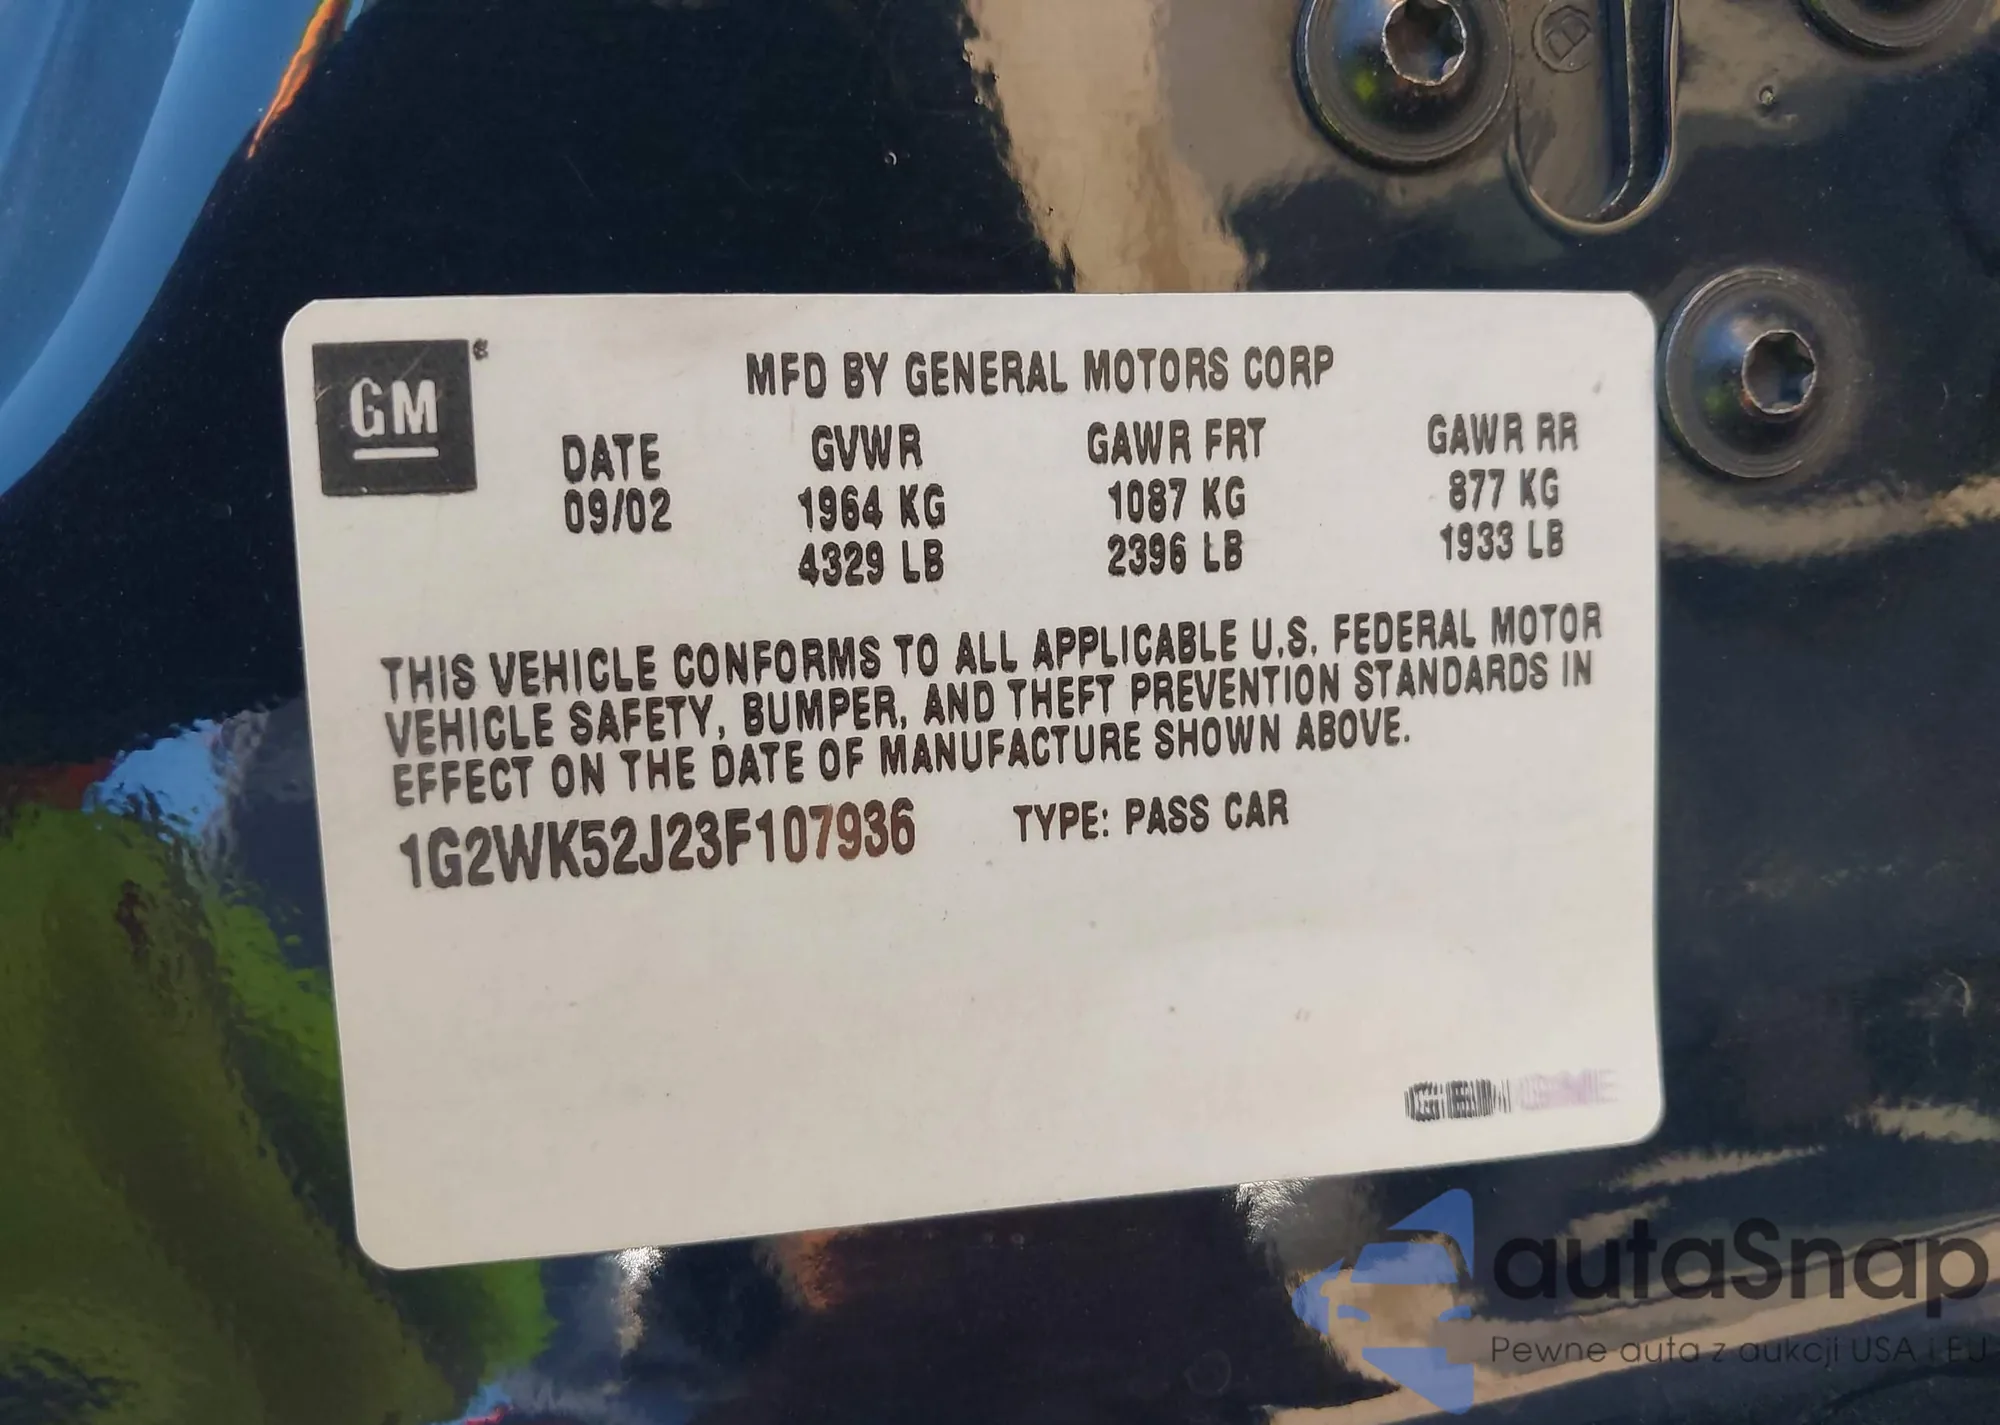 GM
MFD BY GENERAL MOTORS CORP
DATE GVWR GAWR FRT GAWR RR
09/02 1964 KG 1087 KG 877 KG
4329 LB 2396 LB 1933 LB
THIS VEHICLE CONFORMS TO ALL APPLICABLE U.S. FEDERAL MOTOR
VEHICLE SAFETY, BUMPER, AND THEFT PREVENTION STANDARDS IN
EFFECT ON THE DATE OF MANUFACTURE SHOWN ABOVE.
1G2WK52J23F107936 TYPE: PASS CAR
autaSnap
Pewne auta z aukcji USA i EU